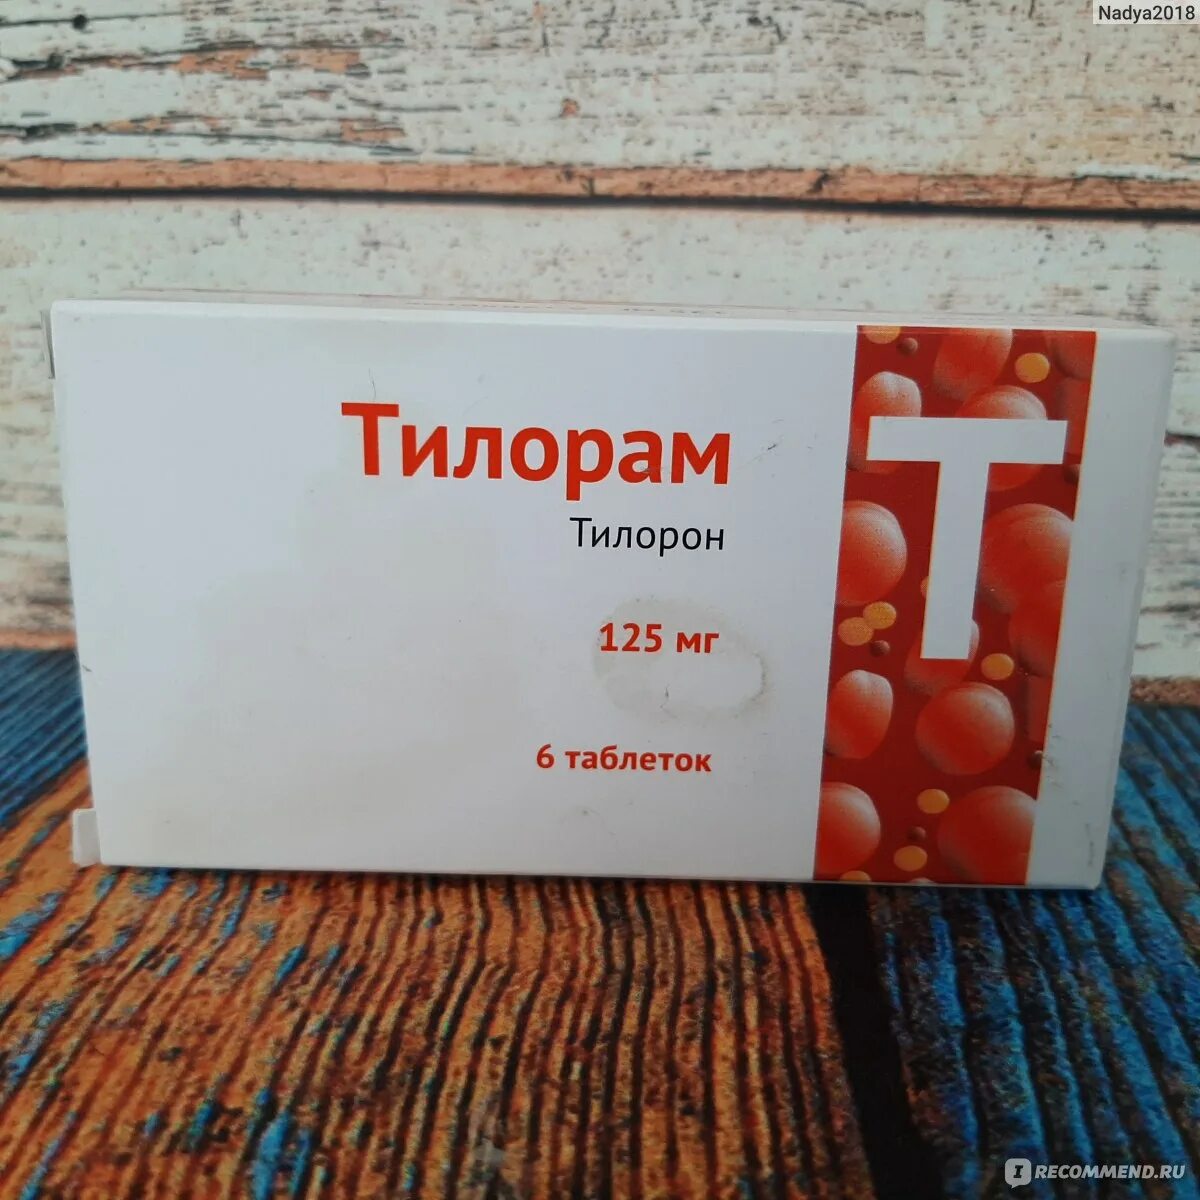 Nadya2018
Тилорам
Тилорон
125 мг
6 таблеток
Т
I RECOMMEND.RU